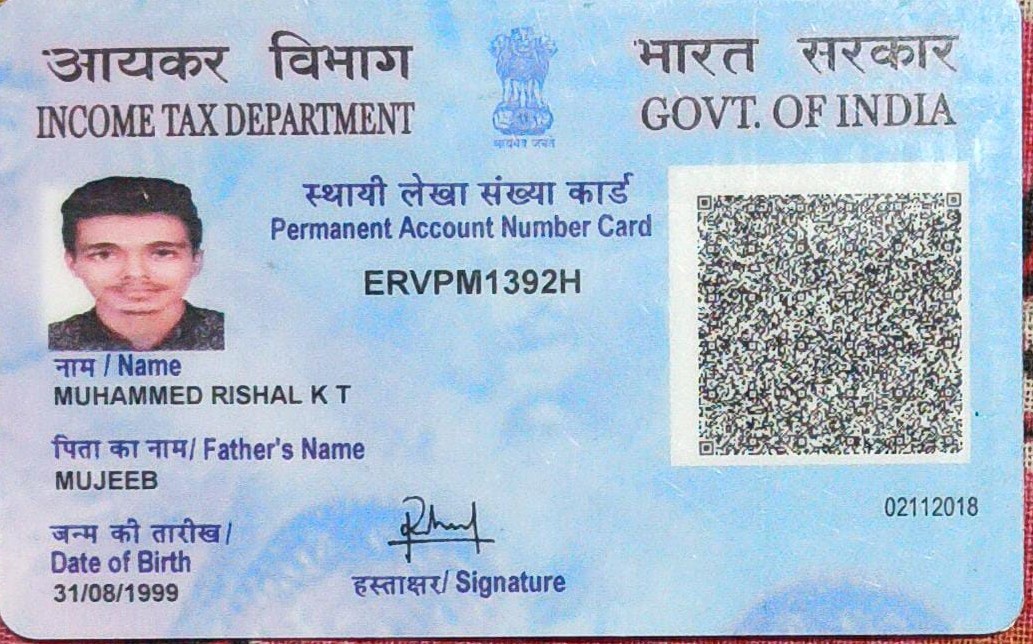 आयकर विभाग
INCOME TAX DEPARTMENT
भारत सरकार
GOVT. OF INDIA
सत्यमेव जयते
स्थायी लेखा संख्या कार्ड
Permanent Account Number Card
ERVPM1392H
नाम / Name
MUHAMMED RISHAL K T
पिता का नाम/ Father's Name
MUJEEB
जन्म की तारीख/
Date of Birth
31/08/1999
हस्ताक्षर/ Signature
02112018